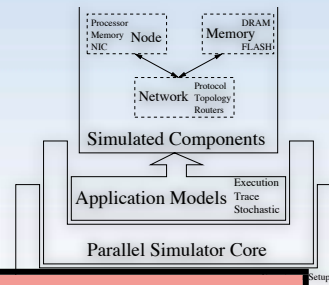 Processor
Memory
NIC
Node
DRAM
Memory
FLASH
Network
Protocol
Topology
Routers
Simulated Components
Application Models
Execution
Trace
Stochastic
Parallel Simulator Core
Setup